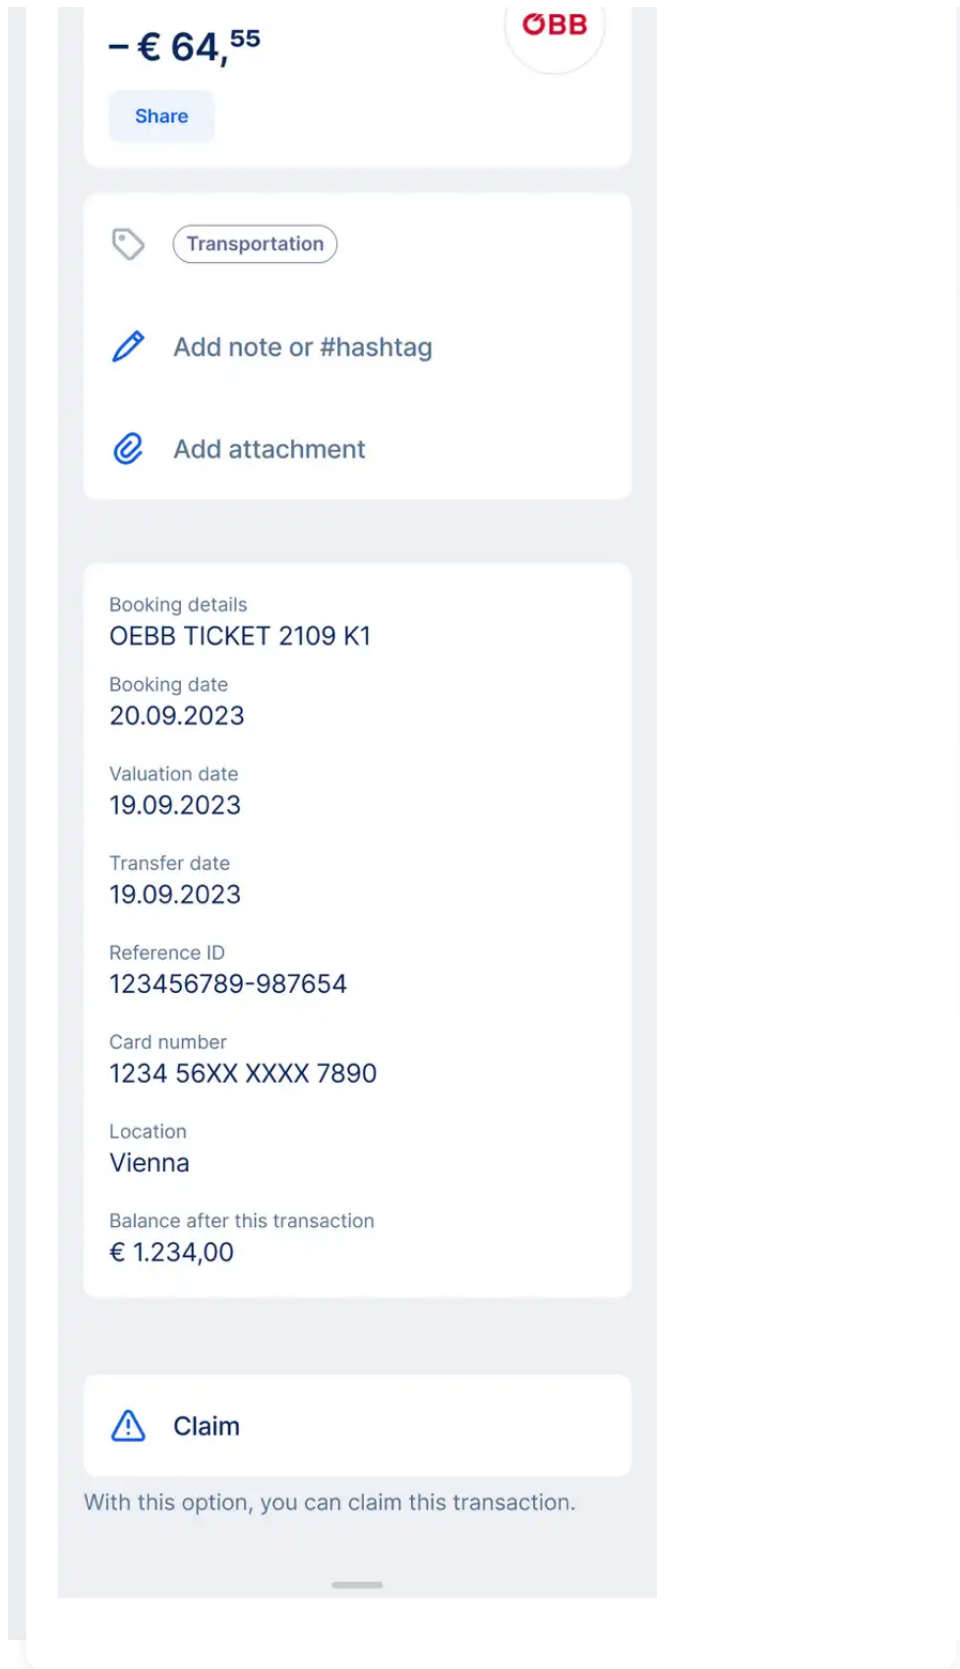 – € 64,55
ÖBB
Share
Transportation
Add note or #hashtag
Add attachment
Booking details
OEBB TICKET 2109 K1
Booking date
20.09.2023
Valuation date
19.09.2023
Transfer date
19.09.2023
Reference ID
123456789-987654
Card number
1234 56XX XXXX 7890
Location
Vienna
Balance after this transaction
€ 1.234,00
Claim
With this option, you can claim this transaction.